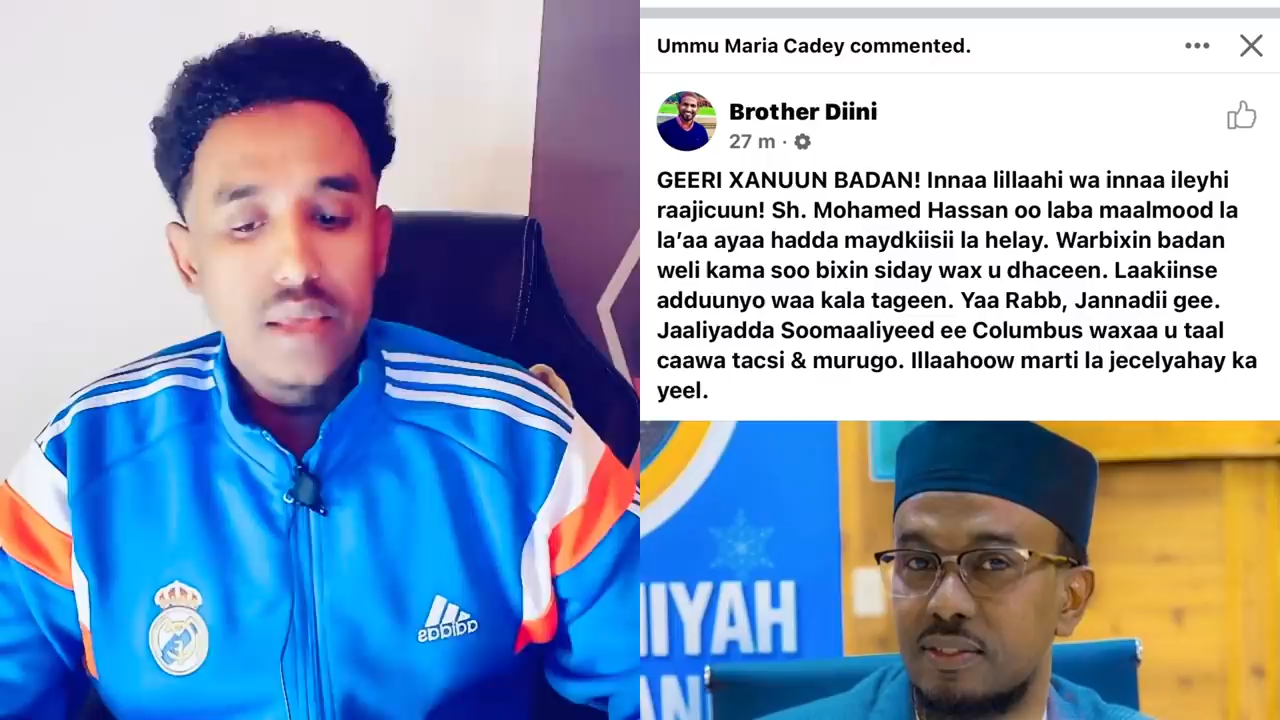 Ummu Maria Cadey commented.
Brother Diini
27 m ·
GEERI XANUUN BADAN! Innaa lillaahi wa innaa ileyhi
raajicuun! Sh. Mohamed Hassan oo laba maalmood la
la’aa ayaa hadda maydkiisii la helay. Warbixin badan
weli kama soo bixin siday wax u dhaceen. Laakiinse
adduunyo waa kala tageen. Yaa Rabb, Jannadii gee.
Jaaliyadda Soomaaliyeed ee Columbus waxaa u taal
caawa tacsi & murugo. Illaahoow marti la jecelyahay ka
yeel.
adidas
IIYAH
AN